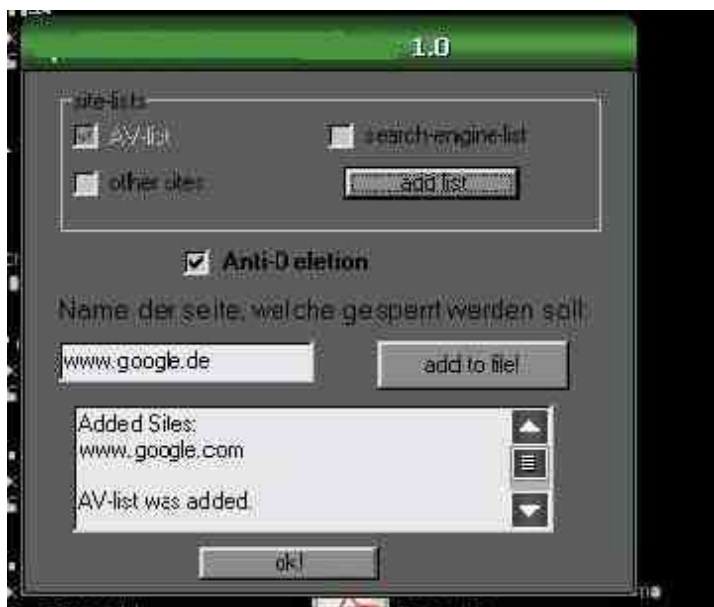 1.0
site-lists
AV-list
search-engine-list
other sites
add list
Anti-Deletion
Name der seite, welche gesperrt werden soll:
www.google.de
add to file!
Added Sites:
www.google.com
AV-list was added.
ok!